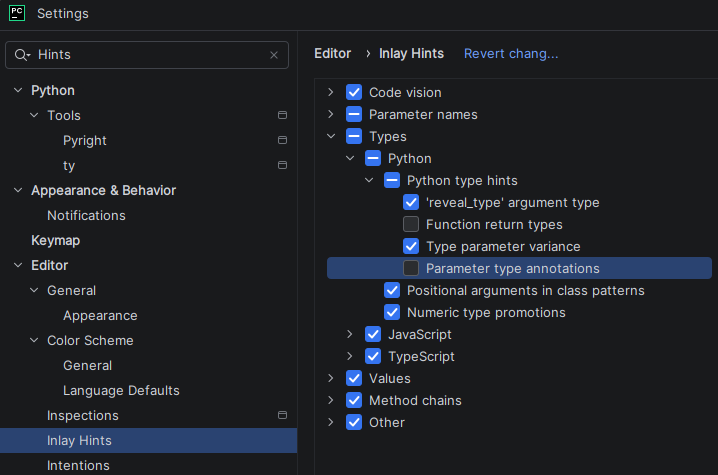 PC
Settings
Hints
Python
Tools
Pyright
ty
Appearance & Behavior
Notifications
Keymap
Editor
General
Appearance
Color Scheme
General
Language Defaults
Inspections
Inlay Hints
Intentions
Editor › Inlay Hints Revert chang...
Code vision
Parameter names
Types
Python
Python type hints
'reveal_type' argument type
Function return types
Type parameter variance
Parameter type annotations
Positional arguments in class patterns
Numeric type promotions
JavaScript
TypeScript
Values
Method chains
Other